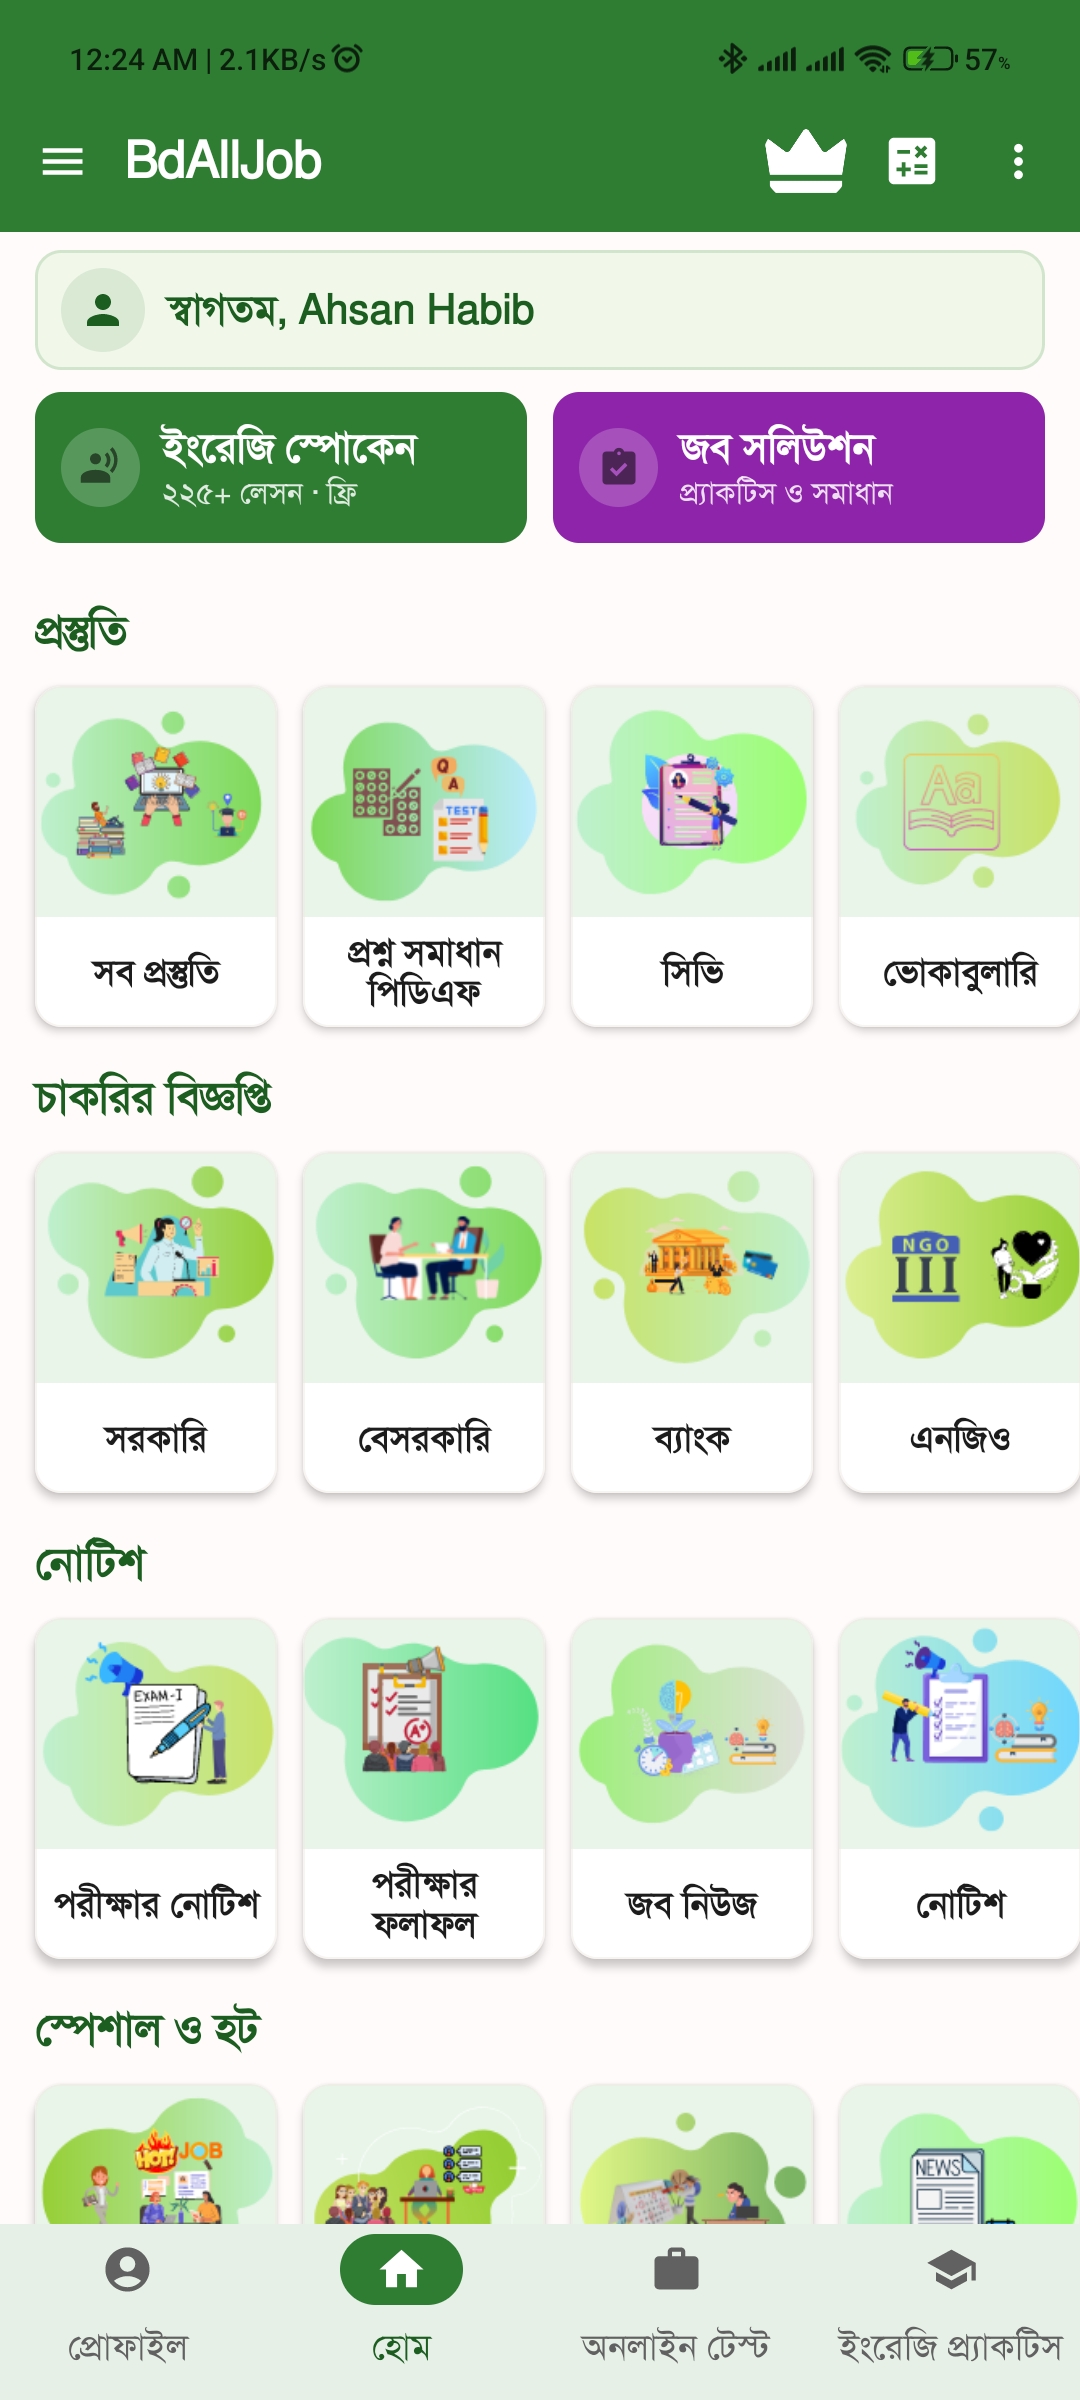 12:24 AM | 2.1KB/s
57%
BdAllJob
স্বাগতম, Ahsan Habib
ইংরেজি স্পোকেন
২২৫+ লেসন · ফ্রি
জব সলিউশন
প্র্যাকটিস ও সমাধান
প্রস্তুতি
Q
A
TEST
Aa
সব প্রস্তুতি
প্রশ্ন সমাধান
পিডিএফ
সিভি
ভোকাবুলারি
চাকরির বিজ্ঞপ্তি
NGO
সরকারি
বেসরকারি
ব্যাংক
এনজিও
নোটিশ
EXAM-I
A+
পরীক্ষার নোটিশ
পরীক্ষার
ফলাফল
জব নিউজ
নোটিশ
স্পেশাল ও হট
HOT! JOB
NEWS
প্রোফাইল
হোম
অনলাইন টেস্ট
ইংরেজি প্র্যাকটিস